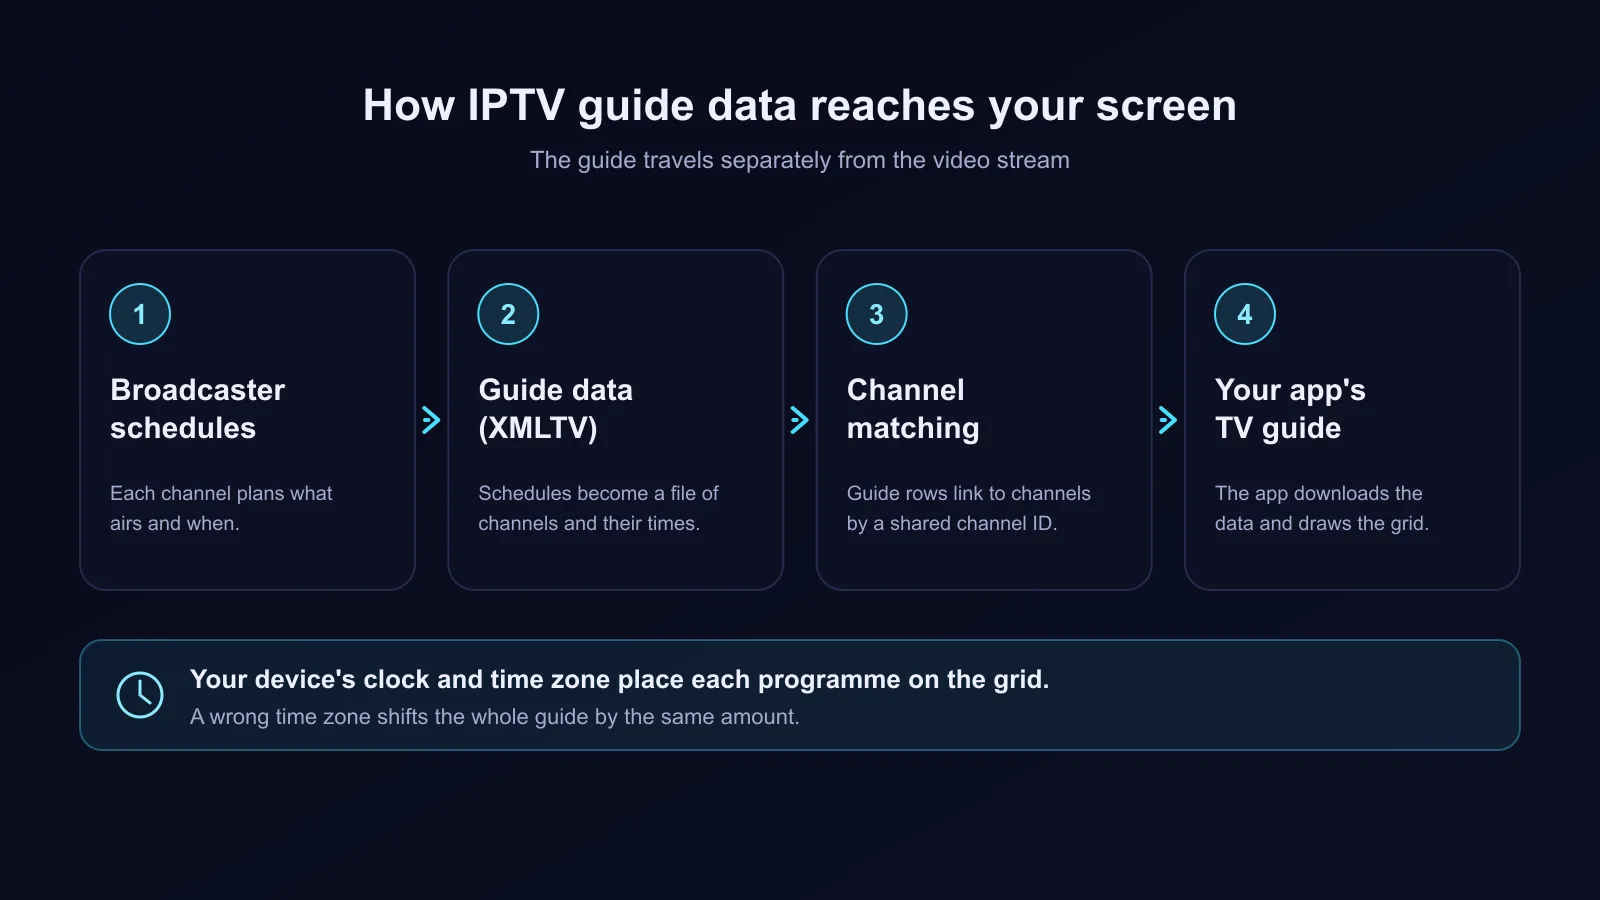 How IPTV guide data reaches your screen
The guide travels separately from the video stream
1
Broadcaster
schedules
Each channel plans what
airs and when.
2
Guide data
(XMLTV)
Schedules become a file of
channels and their times.
3
Channel
matching
Guide rows link to channels
by a shared channel ID.
4
Your app's
TV guide
The app downloads the
data and draws the grid.
Your device's clock and time zone place each programme on the grid.
A wrong time zone shifts the whole guide by the same amount.